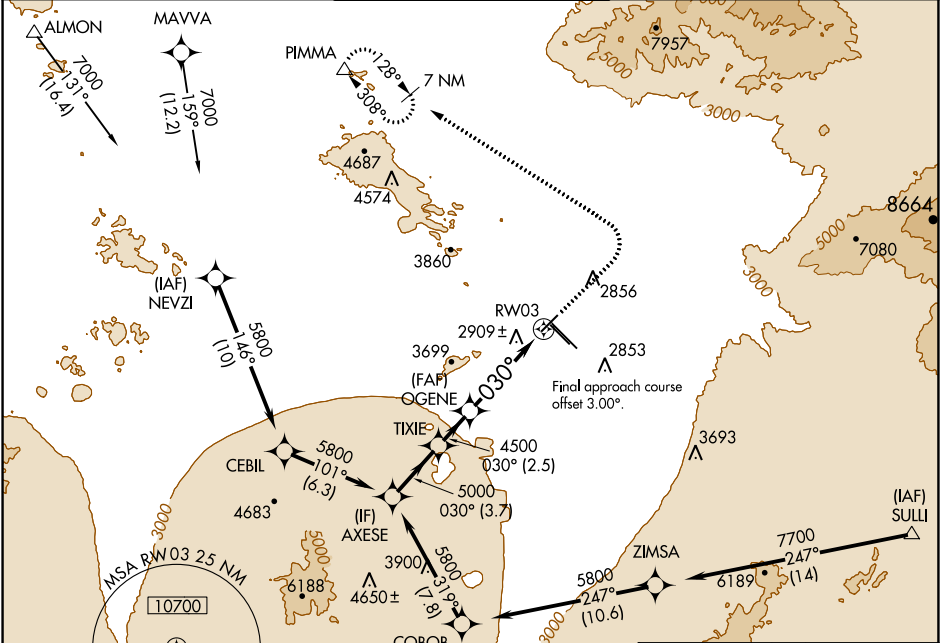 ALMON
7000
131°
(16.4)
MAVVA
7000
159°
(12.2)
PIMMA
128°
308°
7 NM
7957
5000
3000
8664
5000
7080
3000
4687
4574
3860
2856
RW03
2909±
2853
Final approach course
offset 3.00°.
(IAF)
NEVZI
5800
146°
(10)
3699
(FAF)
OGENE
030°
TIXIE
4500
030° (2.5)
5000
030° (3.7)
CEBIL
5800
101°
(6.3)
(IF)
AXESE
4683
3000
5000
6188
4650±
3900
5800
319°
(7.8)
3693
(IAF)
SULLI
7700
247°
(14)
6189
ZIMSA
5800
247°
(10.6)
3000
MSA RW03 25 NM
10700